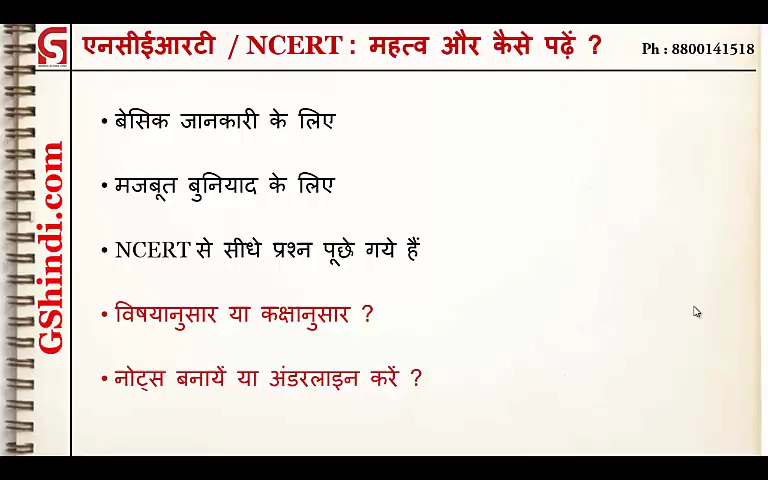 एनसीईआरटी / NCERT : महत्व और कैसे पढ़ें ?
Ph : 8800141518
• बेसिक जानकारी के लिए
• मजबूत बुनियाद के लिए
• NCERT से सीधे प्रश्न पूछे गये हैं
• विषयानुसार या कक्षानुसार ?
• नोट्स बनायें या अंडरलाइन करें ?
GShindi.com